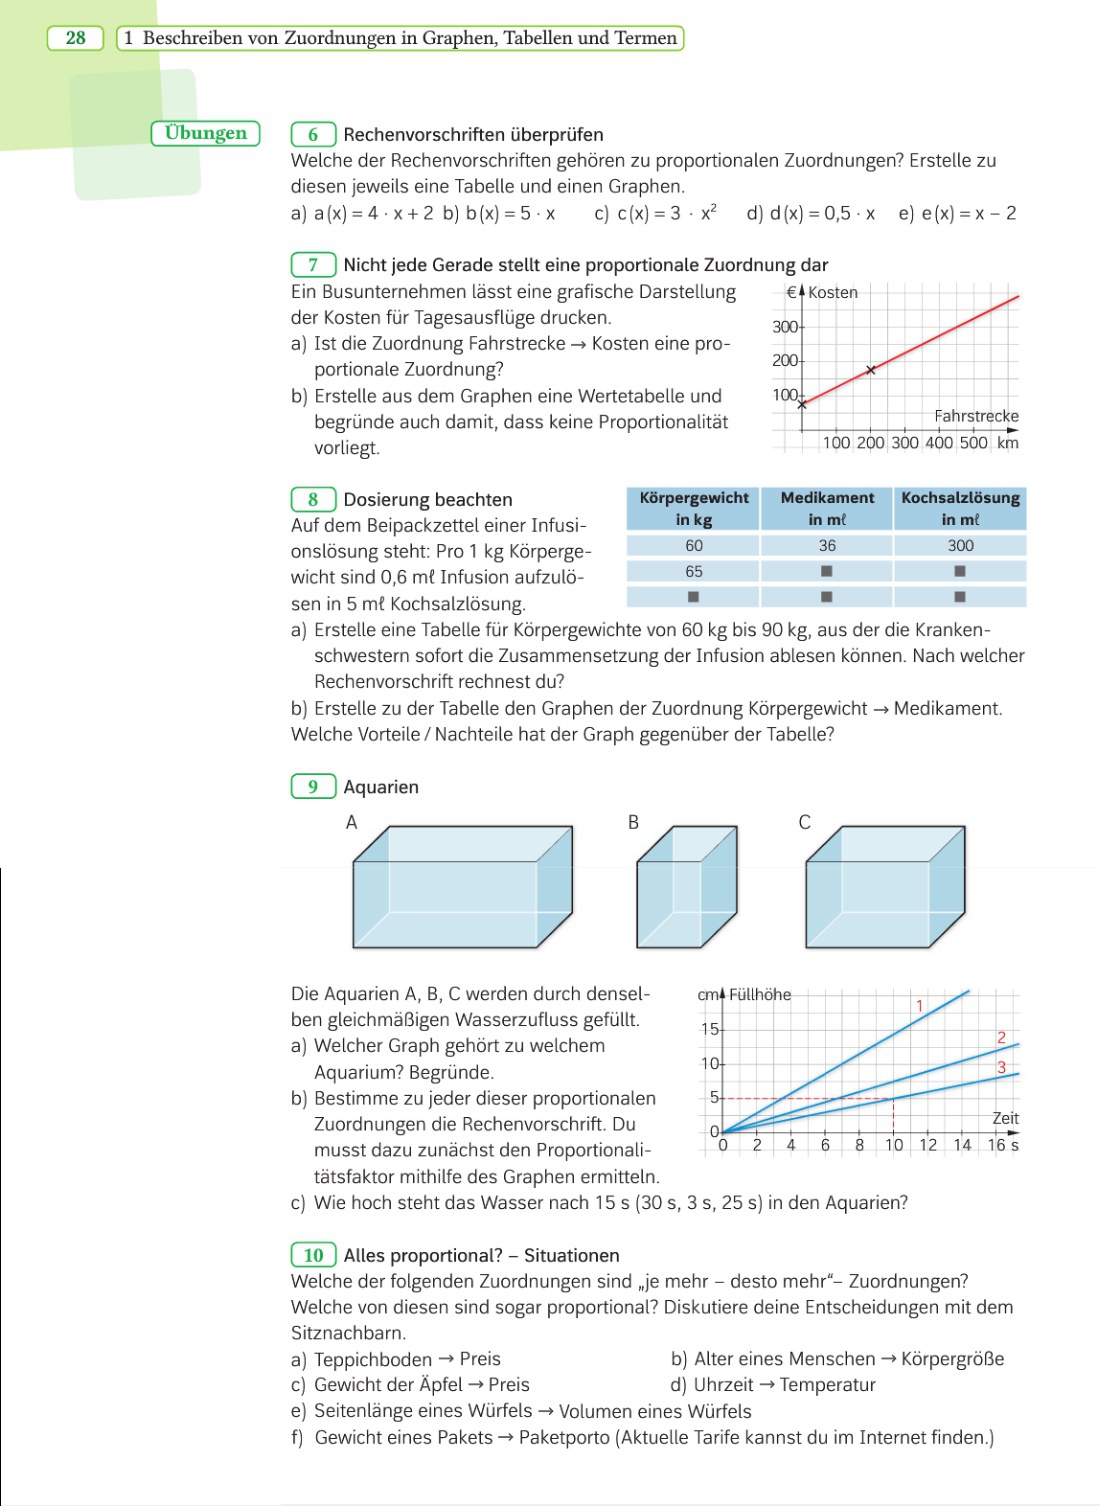 28
1 Beschreiben von Zuordnungen in Graphen, Tabellen und Termen
Übungen
6 Rechenvorschriften überprüfen
Welche der Rechenvorschriften gehören zu proportionalen Zuordnungen? Erstelle zu
diesen jeweils eine Tabelle und einen Graphen.
a) a(x) = 4 · x + 2 b) b(x) = 5 · x c) c(x) = 3 · x² d) d(x) = 0,5 · x e) e(x) = x – 2
7 Nicht jede Gerade stellt eine proportionale Zuordnung dar
Ein Busunternehmen lässt eine grafische Darstellung
der Kosten für Tagesausflüge drucken.
a) Ist die Zuordnung Fahrstrecke → Kosten eine pro-
portionale Zuordnung?
b) Erstelle aus dem Graphen eine Wertetabelle und
begründe auch damit, dass keine Proportionalität
vorliegt.
€ Kosten
300
200
100
Fahrstrecke
100 200 300 400 500 km
8 Dosierung beachten
Auf dem Beipackzettel einer Infusi-
onslösung steht: Pro 1 kg Körperge-
wicht sind 0,6 mℓ Infusion aufzulö-
sen in 5 mℓ Kochsalzlösung.
Körpergewicht Medikament Kochsalzlösung
in kg in mℓ in mℓ
60 36 300
65 ■ ■
■ ■ ■
a) Erstelle eine Tabelle für Körpergewichte von 60 kg bis 90 kg, aus der die Kranken-
schwestern sofort die Zusammensetzung der Infusion ablesen können. Nach welcher
Rechenvorschrift rechnest du?
b) Erstelle zu der Tabelle den Graphen der Zuordnung Körpergewicht → Medikament.
Welche Vorteile / Nachteile hat der Graph gegenüber der Tabelle?
9 Aquarien
A B C
Die Aquarien A, B, C werden durch densel-
ben gleichmäßigen Wasserzufluss gefüllt.
a) Welcher Graph gehört zu welchem
Aquarium? Begründe.
b) Bestimme zu jeder dieser proportionalen
Zuordnungen die Rechenvorschrift. Du
musst dazu zunächst den Proportionali-
tätsfaktor mithilfe des Graphen ermitteln.
cm Füllhöhe
1
15
2
10
3
5
Zeit
0
0 2 4 6 8 10 12 14 16 s
c) Wie hoch steht das Wasser nach 15 s (30 s, 3 s, 25 s) in den Aquarien?
10 Alles proportional? – Situationen
Welche der folgenden Zuordnungen sind „je mehr – desto mehr“– Zuordnungen?
Welche von diesen sind sogar proportional? Diskutiere deine Entscheidungen mit dem
Sitznachbarn.
a) Teppichboden → Preis b) Alter eines Menschen → Körpergröße
c) Gewicht der Äpfel → Preis d) Uhrzeit → Temperatur
e) Seitenlänge eines Würfels → Volumen eines Würfels
f) Gewicht eines Pakets → Paketporto (Aktuelle Tarife kannst du im Internet finden.)